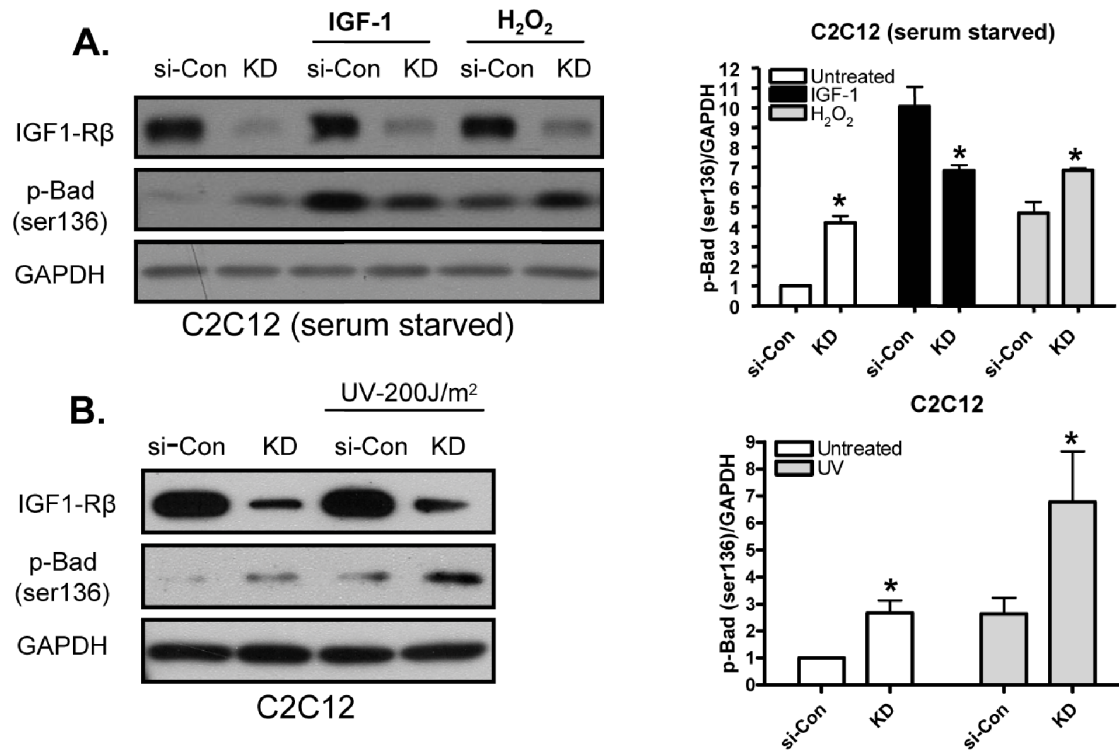 A.
IGF-1
H₂O₂
si-Con KD si-Con KD si-Con KD
IGF1-Rβ
p-Bad
(ser136)
GAPDH
C2C12 (serum starved)
C2C12 (serum starved)
p-Bad (ser136)/GAPDH
12
11
10
9
8
7
6
5
4
3
2
1
0
Untreated
IGF-1
H₂O₂
*
*
*
si-Con
KD
si-Con
KD
si-Con
KD
B.
UV-200J/m²
si-Con KD si-Con KD
IGF1-Rβ
p-Bad
(ser136)
GAPDH
C2C12
C2C12
p-Bad (ser136)/GAPDH
9
8
7
6
5
4
3
2
1
0
Untreated
UV
*
*
si-Con
KD
si-Con
KD